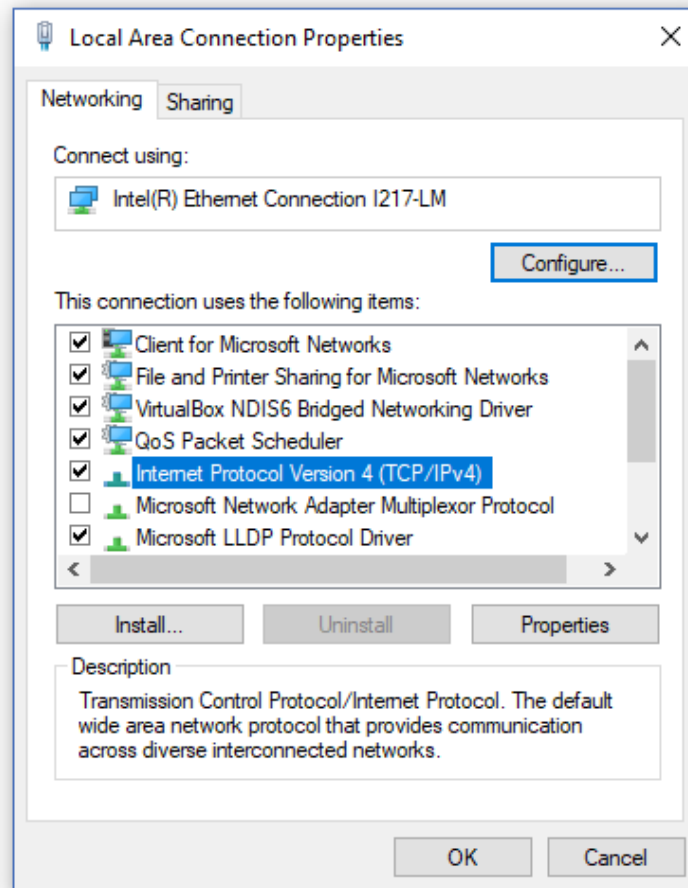 Local Area Connection Properties
Networking
Sharing
Connect using:
Intel(R) Ethernet Connection I217-LM
Configure...
This connection uses the following items:
Client for Microsoft Networks
File and Printer Sharing for Microsoft Networks
VirtualBox NDIS6 Bridged Networking Driver
QoS Packet Scheduler
Internet Protocol Version 4 (TCP/IPv4)
Microsoft Network Adapter Multiplexor Protocol
Microsoft LLDP Protocol Driver
Install...
Uninstall
Properties
Description
Transmission Control Protocol/Internet Protocol. The default
wide area network protocol that provides communication
across diverse interconnected networks.
OK
Cancel